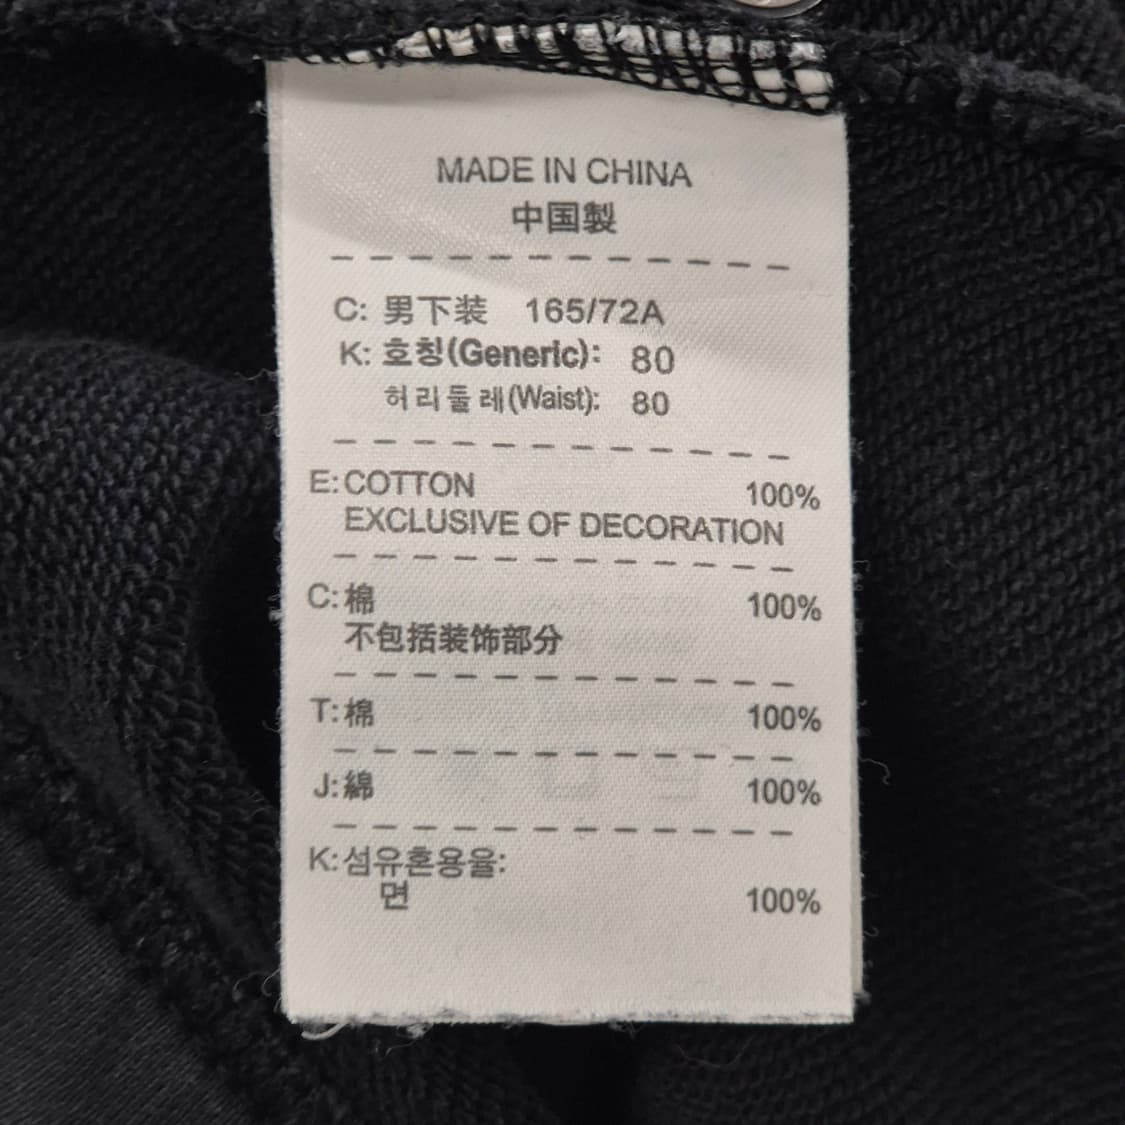 MADE IN CHINA
中国製
C: 男下装 165/72A
K: 호칭(Generic): 80
허리둘레(Waist): 80
E: COTTON 100%
EXCLUSIVE OF DECORATION
C: 棉 100%
不包括装饰部分
T: 棉 100%
J: 綿 100%
K: 섬유혼용율:
면 100%